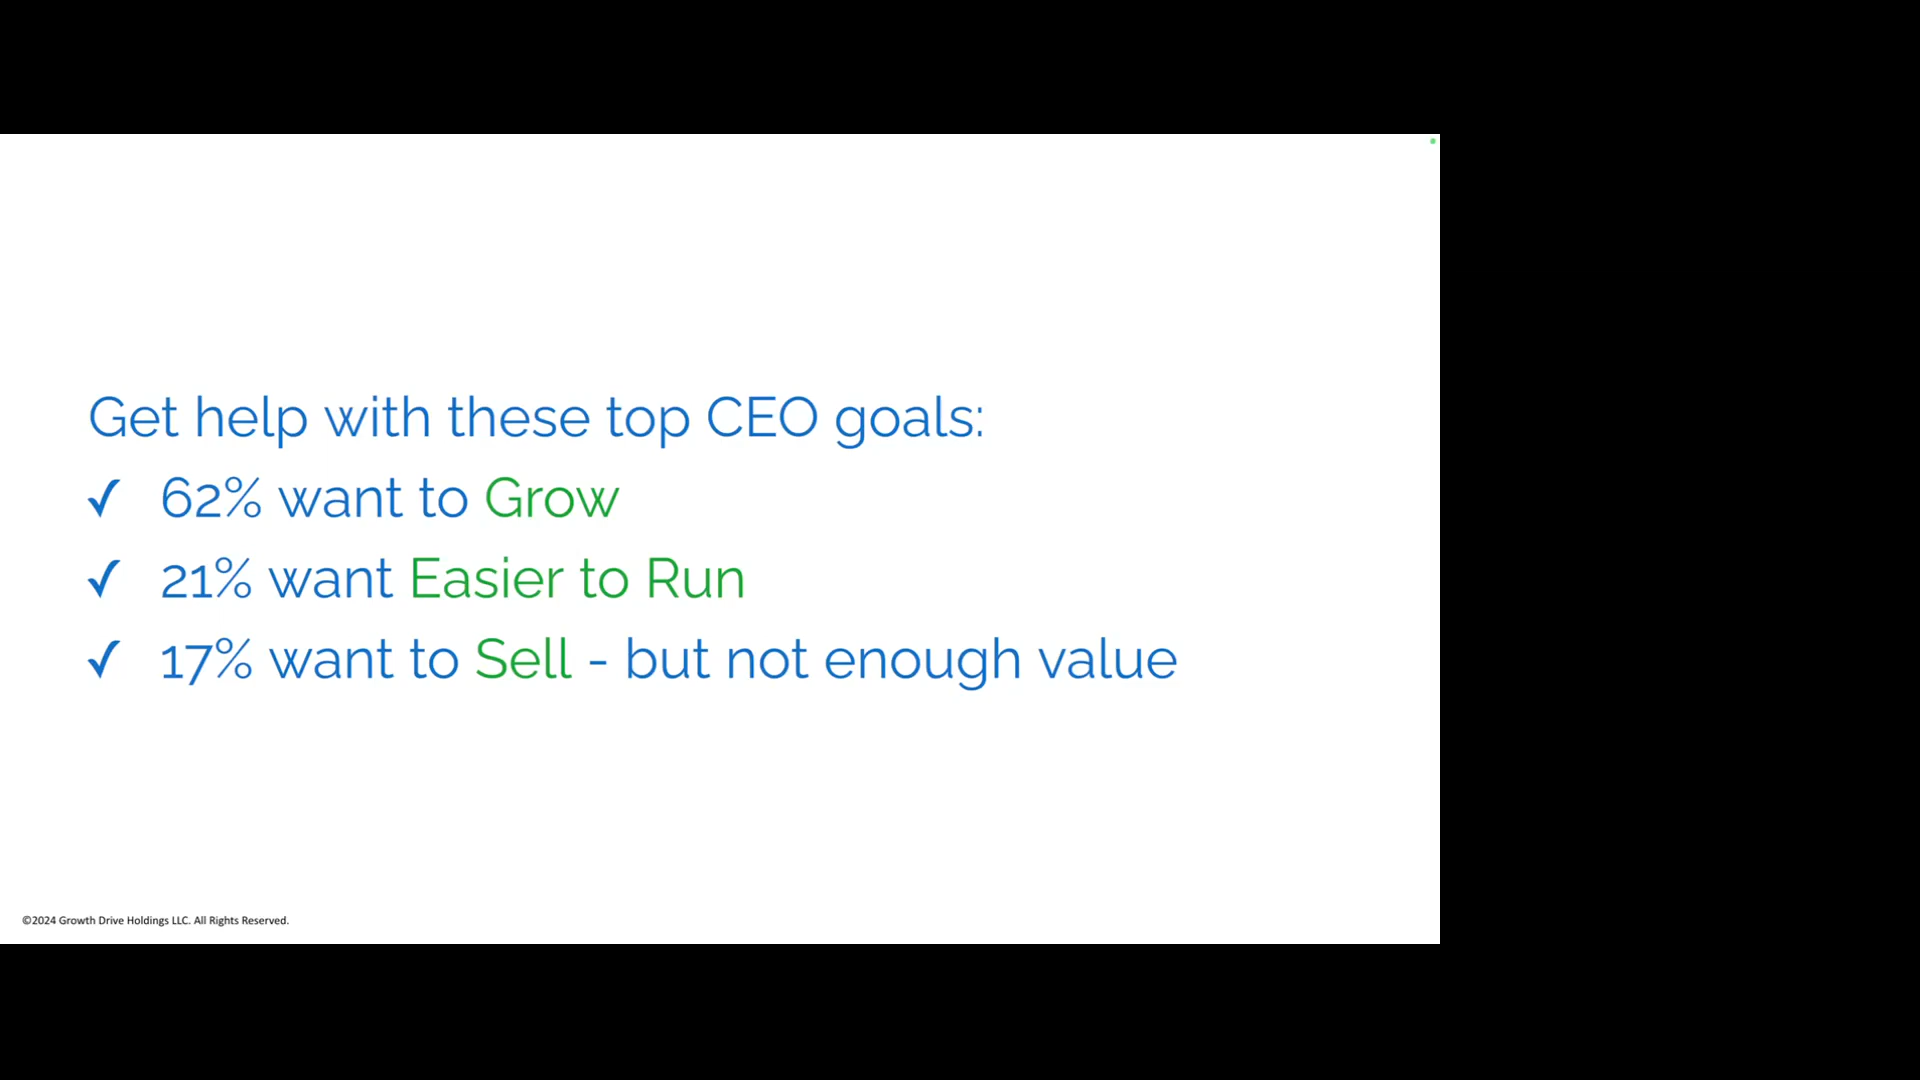 Get help with these top CEO goals:
✓ 62% want to Grow
✓ 21% want Easier to Run
✓ 17% want to Sell - but not enough value
©2024 Growth Drive Holdings LLC. All Rights Reserved.